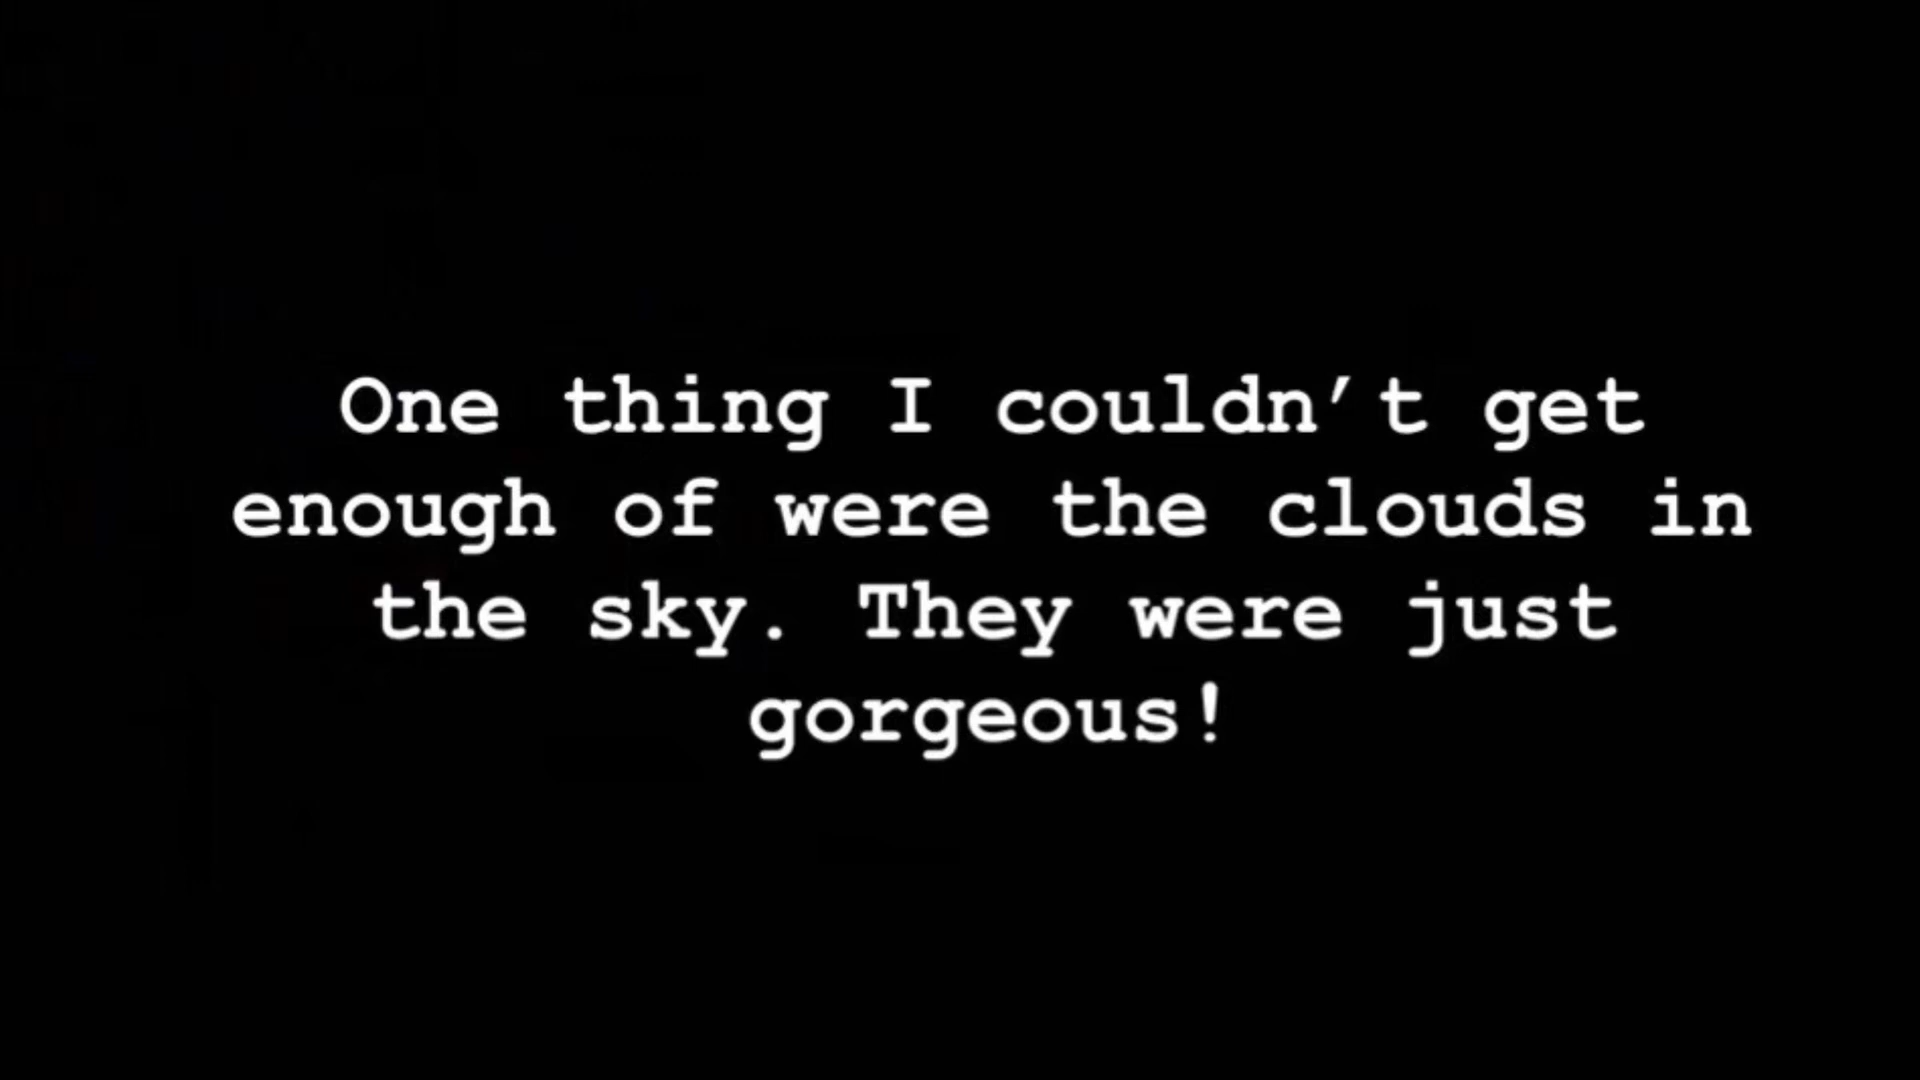 One thing I couldn’t get
enough of were the clouds in
the sky. They were just
gorgeous!